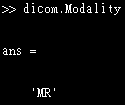 >> dicom.Modality
ans =
'MR'